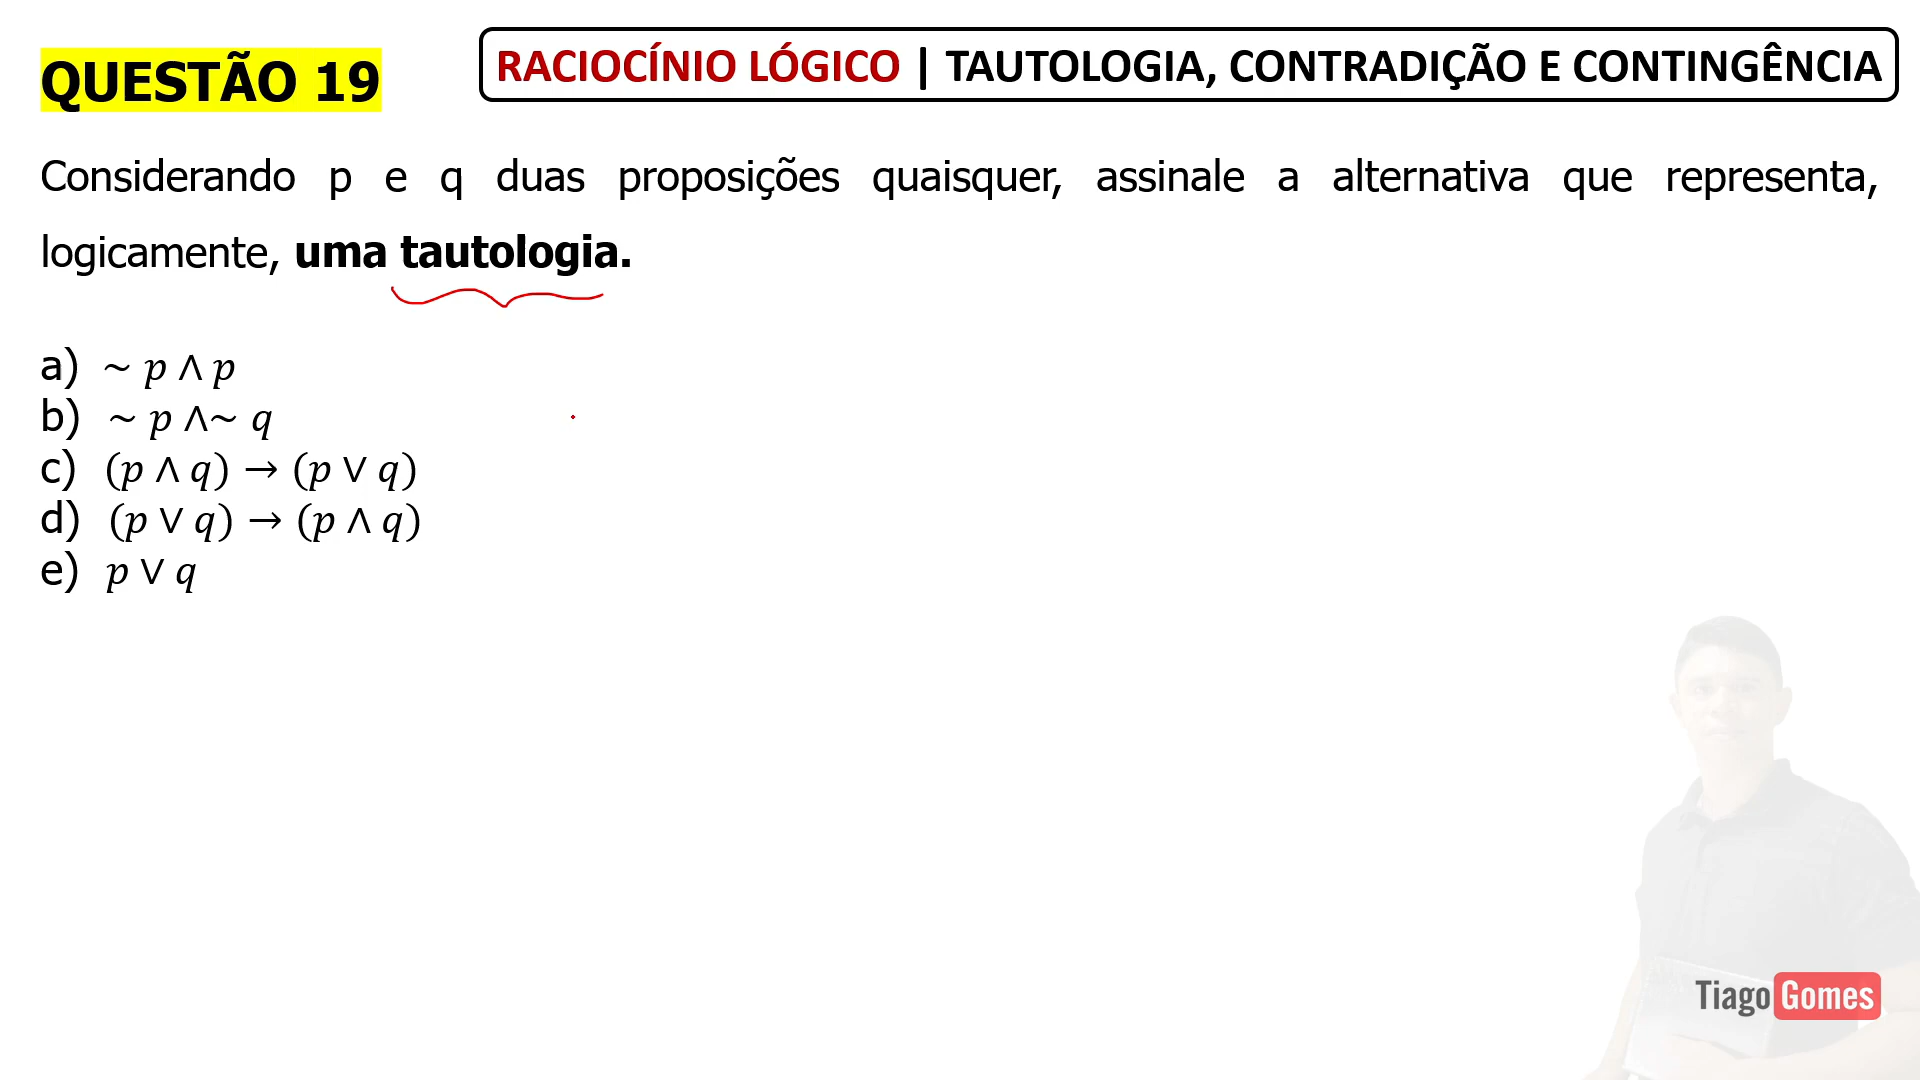 QUESTÃO 19
RACIOCÍNIO LÓGICO | TAUTOLOGIA, CONTRADIÇÃO E CONTINGÊNCIA
Considerando p e q duas proposições quaisquer, assinale a alternativa que representa,
logicamente, uma tautologia.
a) ~ p ∧ p
b) ~ p ∧~ q
c) (p ∧ q) → (p ∨ q)
d) (p ∨ q) → (p ∧ q)
e) p ∨ q
Tiago Gomes